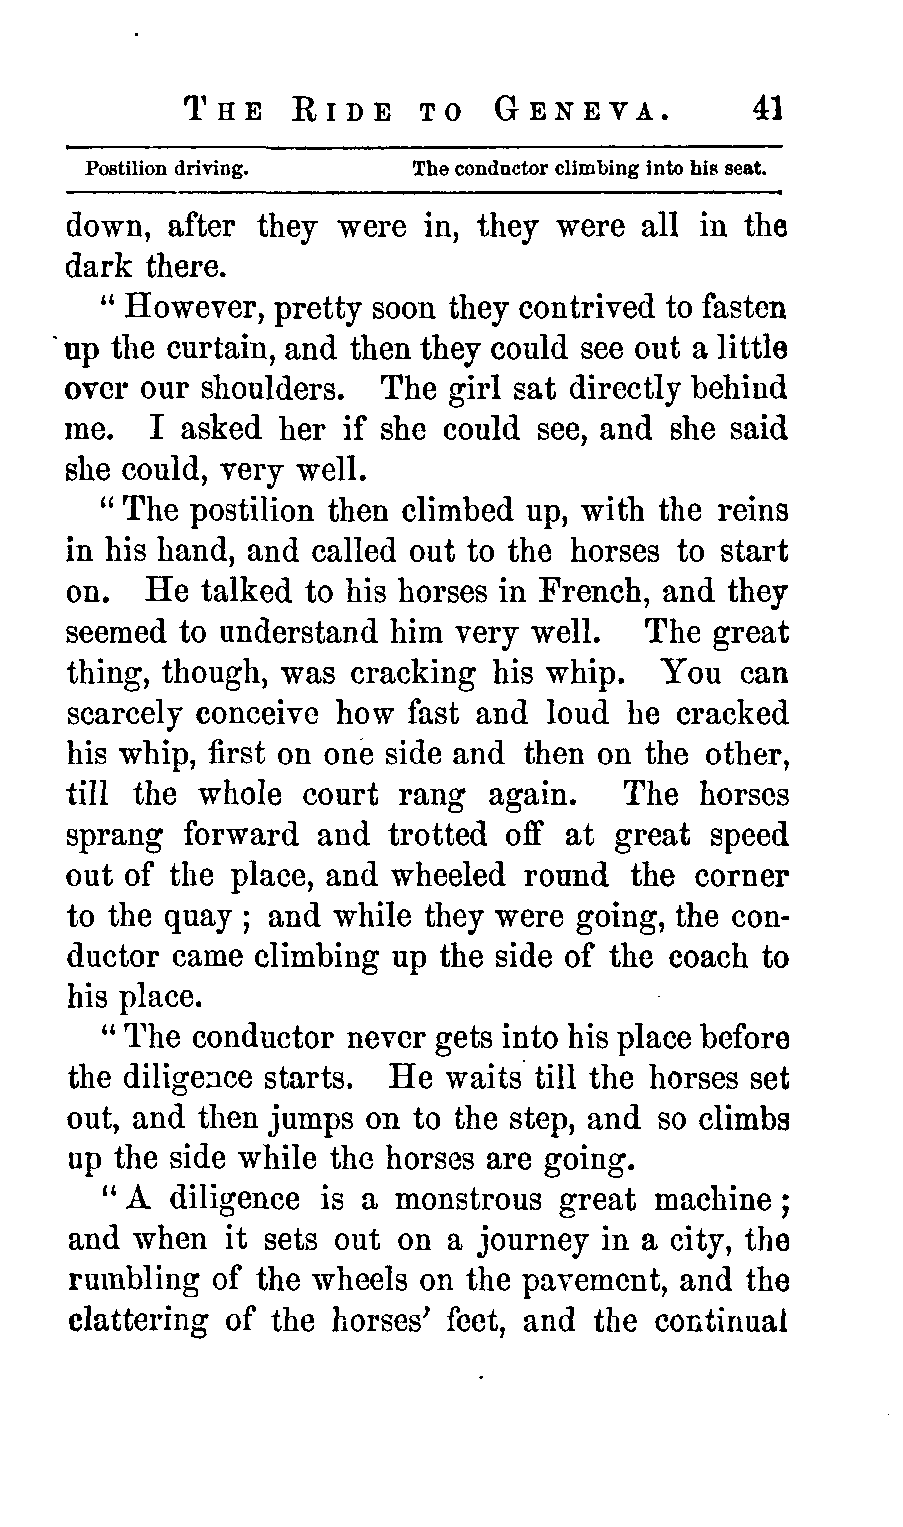 THE RIDE TO GENEVA. 41
Postilion driving. The conductor climbing into his seat.
down, after they were in, they were all in the
dark there.
“ However, pretty soon they contrived to fasten
up the curtain, and then they could see out a little
over our shoulders. The girl sat directly behind
me. I asked her if she could see, and she said
she could, very well.
“ The postilion then climbed up, with the reins
in his hand, and called out to the horses to start
on. He talked to his horses in French, and they
seemed to understand him very well. The great
thing, though, was cracking his whip. You can
scarcely conceive how fast and loud he cracked
his whip, first on one side and then on the other,
till the whole court rang again. The horses
sprang forward and trotted off at great speed
out of the place, and wheeled round the corner
to the quay ; and while they were going, the con-
ductor came climbing up the side of the coach to
his place.
“ The conductor never gets into his place before
the diligence starts. He waits till the horses set
out, and then jumps on to the step, and so climbs
up the side while the horses are going.
“ A diligence is a monstrous great machine ;
and when it sets out on a journey in a city, the
rumbling of the wheels on the pavement, and the
clattering of the horses’ feet, and the continual